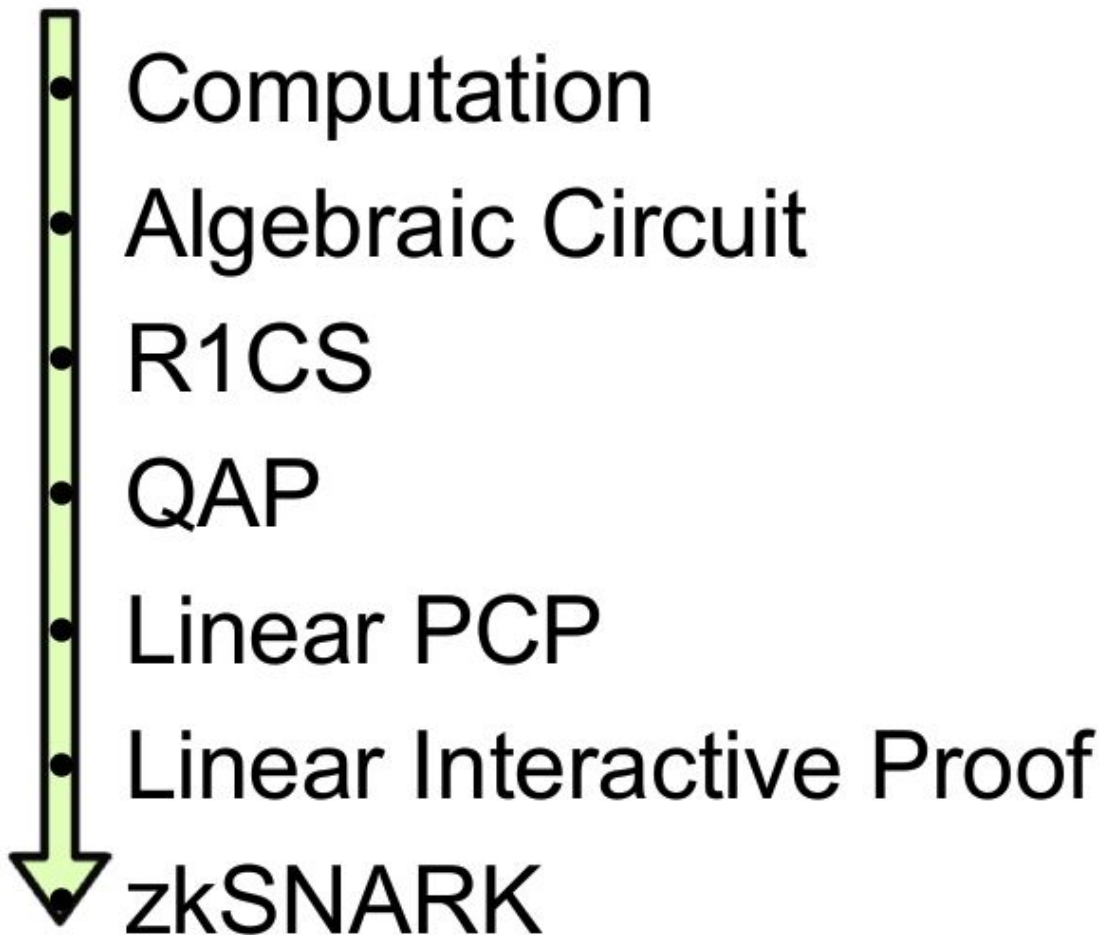 Computation
Algebraic Circuit
R1CS
QAP
Linear PCP
Linear Interactive Proof
zkSNARK